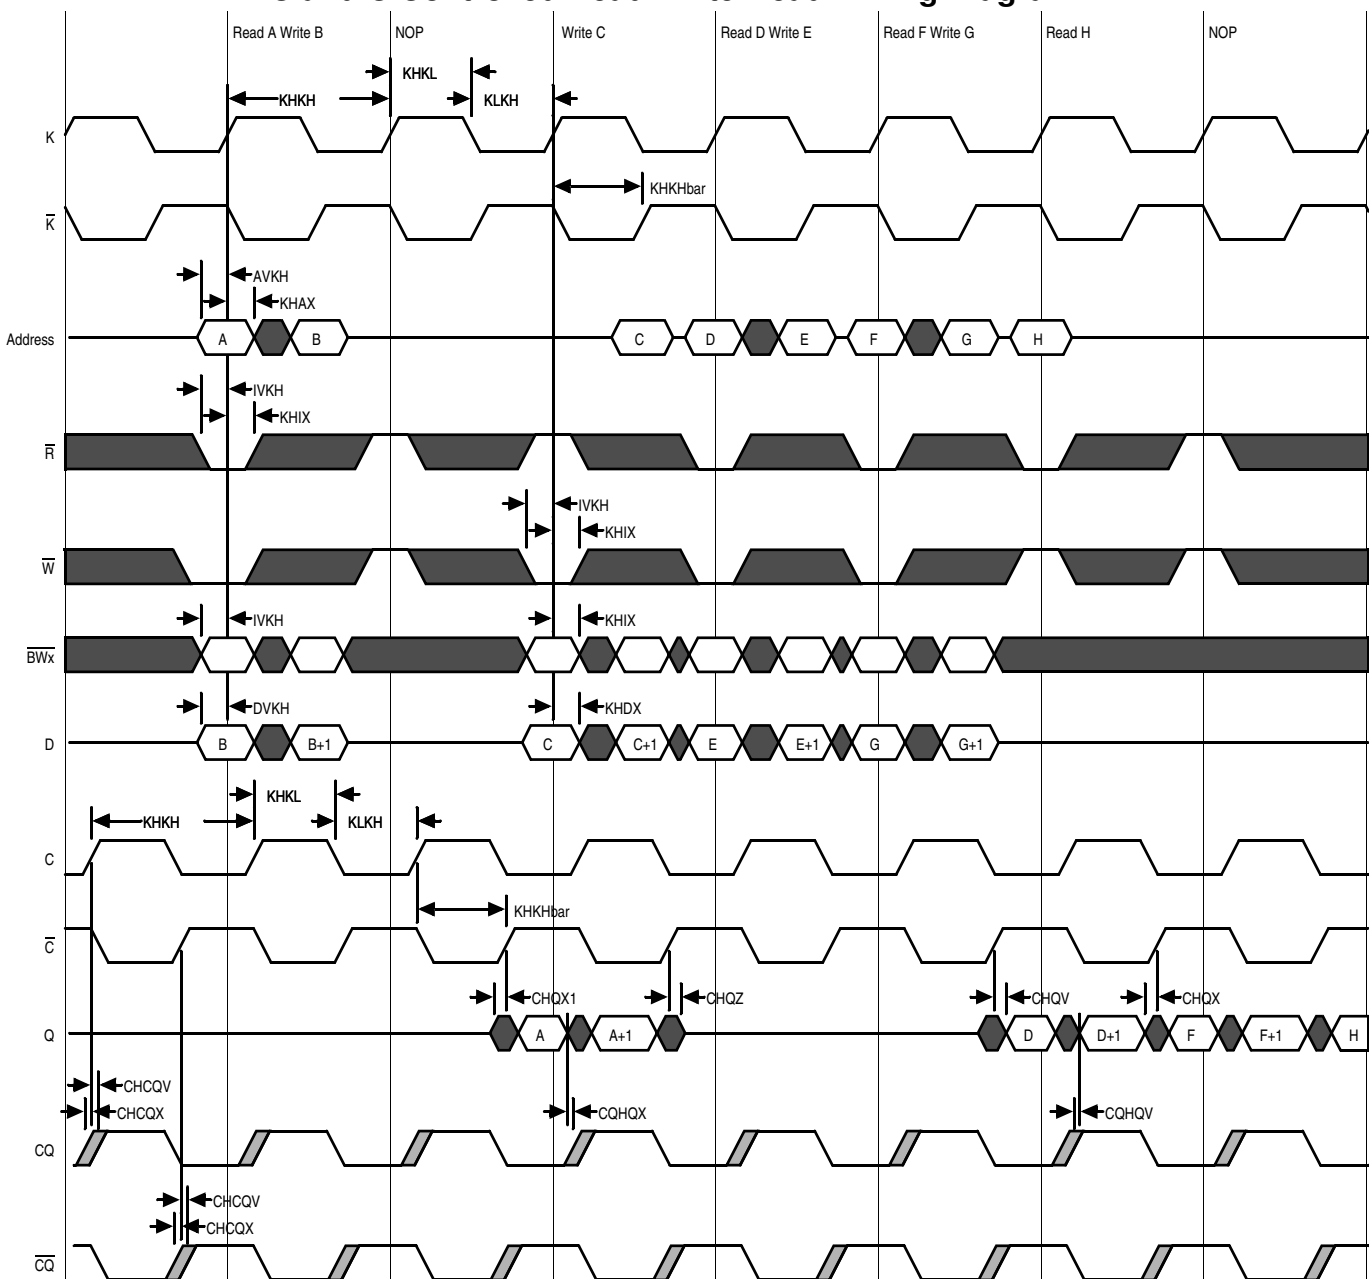 Read A Write B NOP Write C Read D Write E Read F Write G Read H NOP
KHKL
KHKH KLKH
K
KHKHbar
K
AVKH
KHAX
Address A B C D E F G H
IVKH
KHIX
R
IVKH
KHIX
W
IVKH KHIX
BWx
DVKH KHDX
D B B+1 C C+1 E E+1 G G+1
KHKL
KHKH KLKH
C
KHKHbar
C
CHQX1 CHQZ CHQV CHQX
Q A A+1 D D+1 F F+1 H
CHCQV
CHCQX CQHQX CQHQV
CQ
CHCQV
CHCQX
CQ